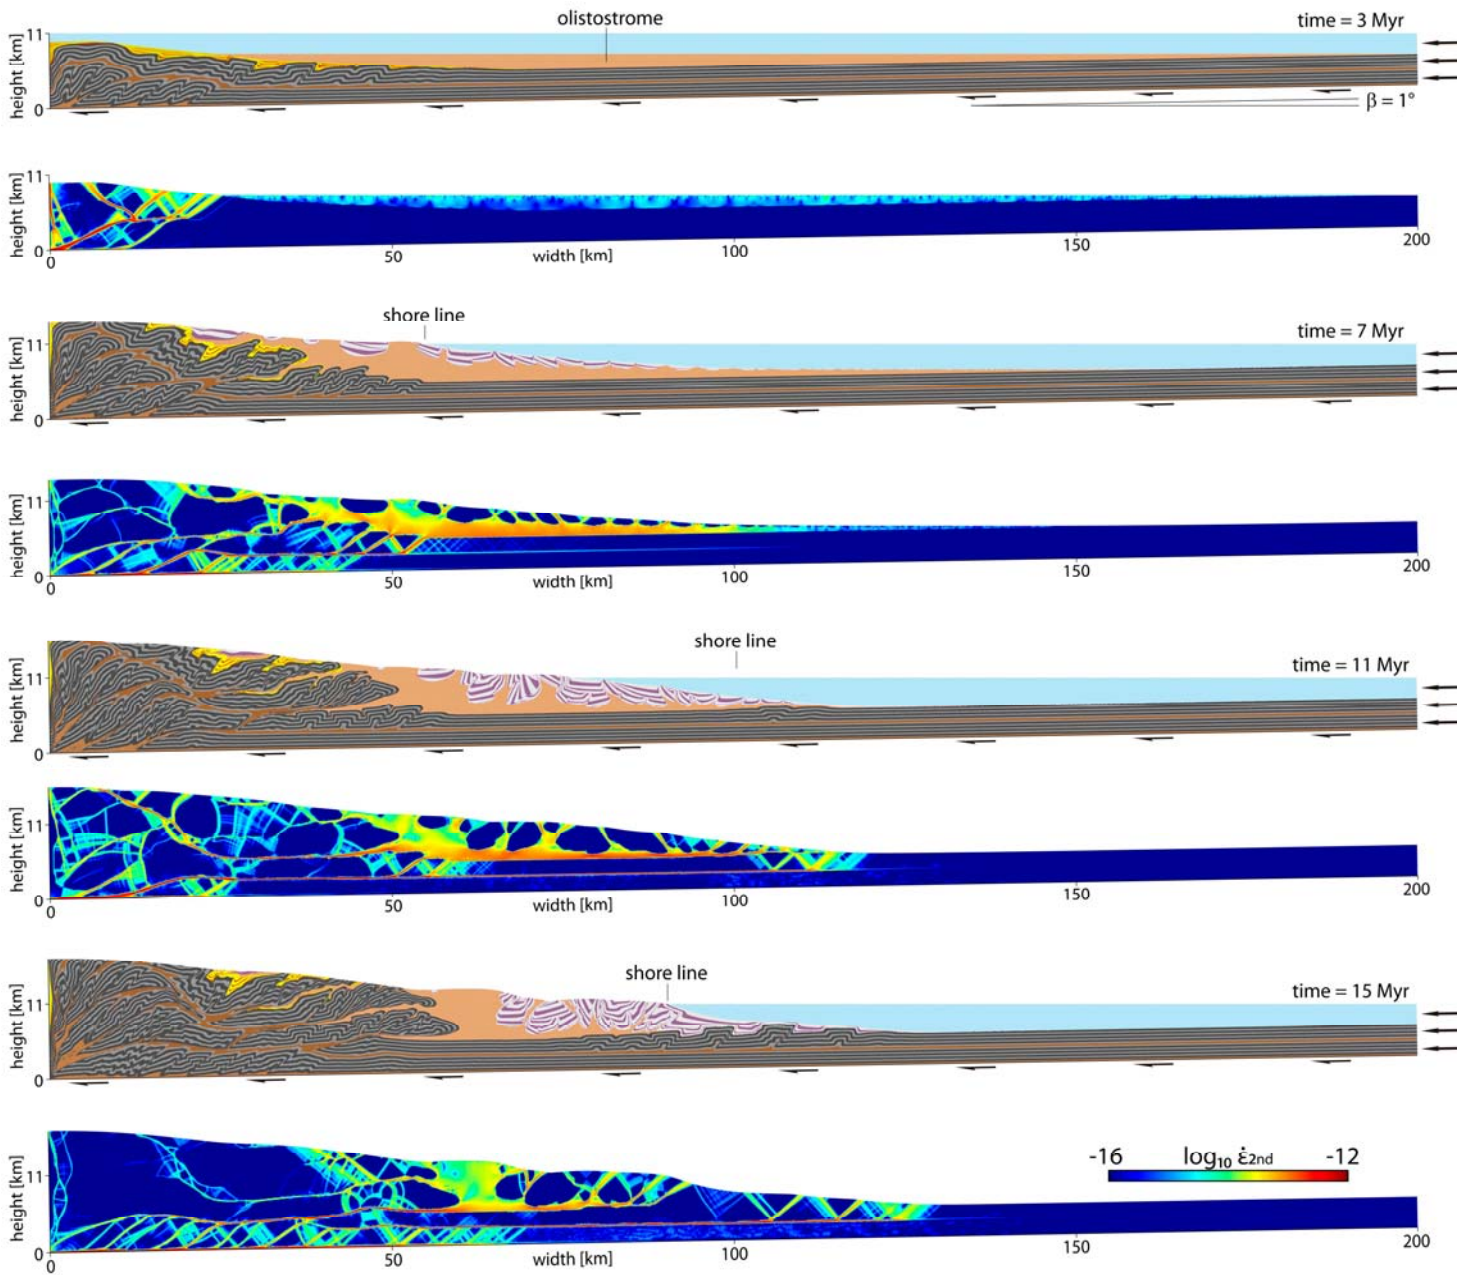 olistostrome
time = 3 Myr
11
height [km]
0
β = 1°
11
height [km]
0
0 50 width [km] 100 150 200
shore line
time = 7 Myr
11
height [km]
0
11
height [km]
0
0 50 width [km] 100 150 200
shore line
time = 11 Myr
11
height [km]
0
11
height [km]
0
0 50 width [km] 100 150 200
shore line
time = 15 Myr
11
height [km]
0
-16 log₁₀ ε̇2nd -12
11
height [km]
0
0 50 width [km] 100 150 200